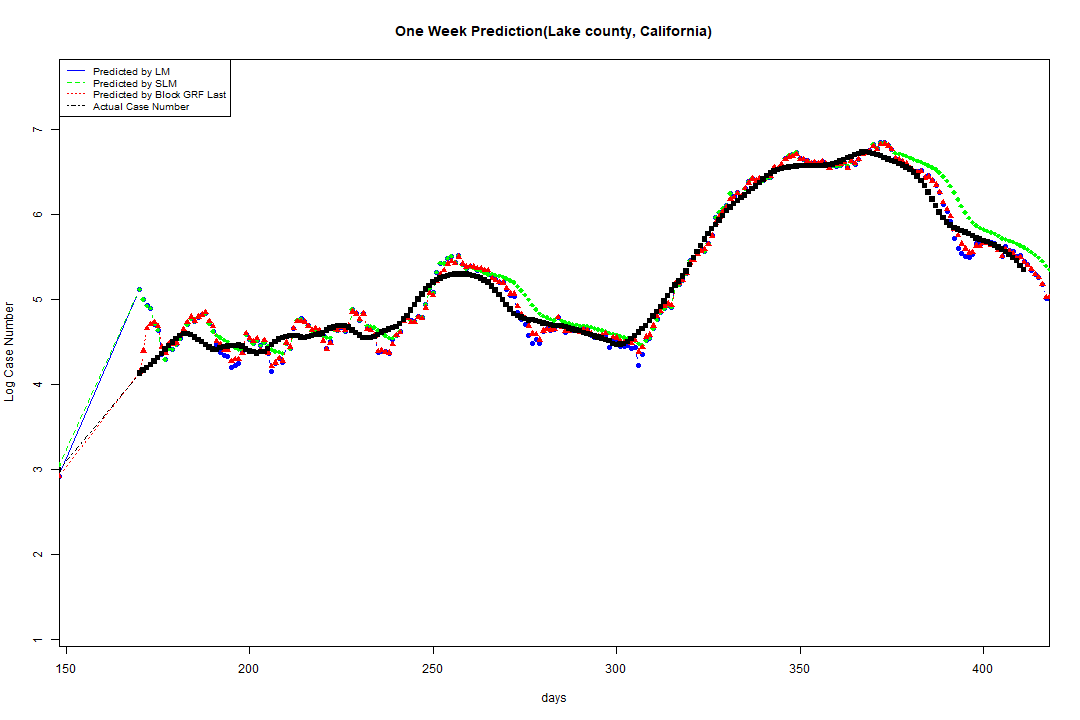 One Week Prediction(Lake county, California)
Predicted by LM
Predicted by SLM
Predicted by Block GRF Last
Actual Case Number
7
6
5
4
3
2
1
Log Case Number
150 200 250 300 350 400
days